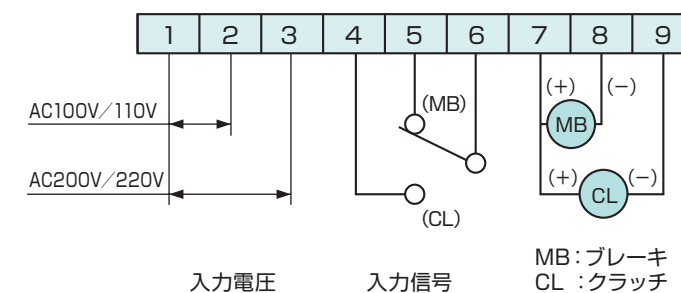 1 2 3 4 5 6 7 8 9
(+) (−)
AC100V／110V
(MB)
MB
AC200V／220V
(+) (−)
CL
(CL)
入力電圧 入力信号
MB：ブレーキ
CL ：クラッチ